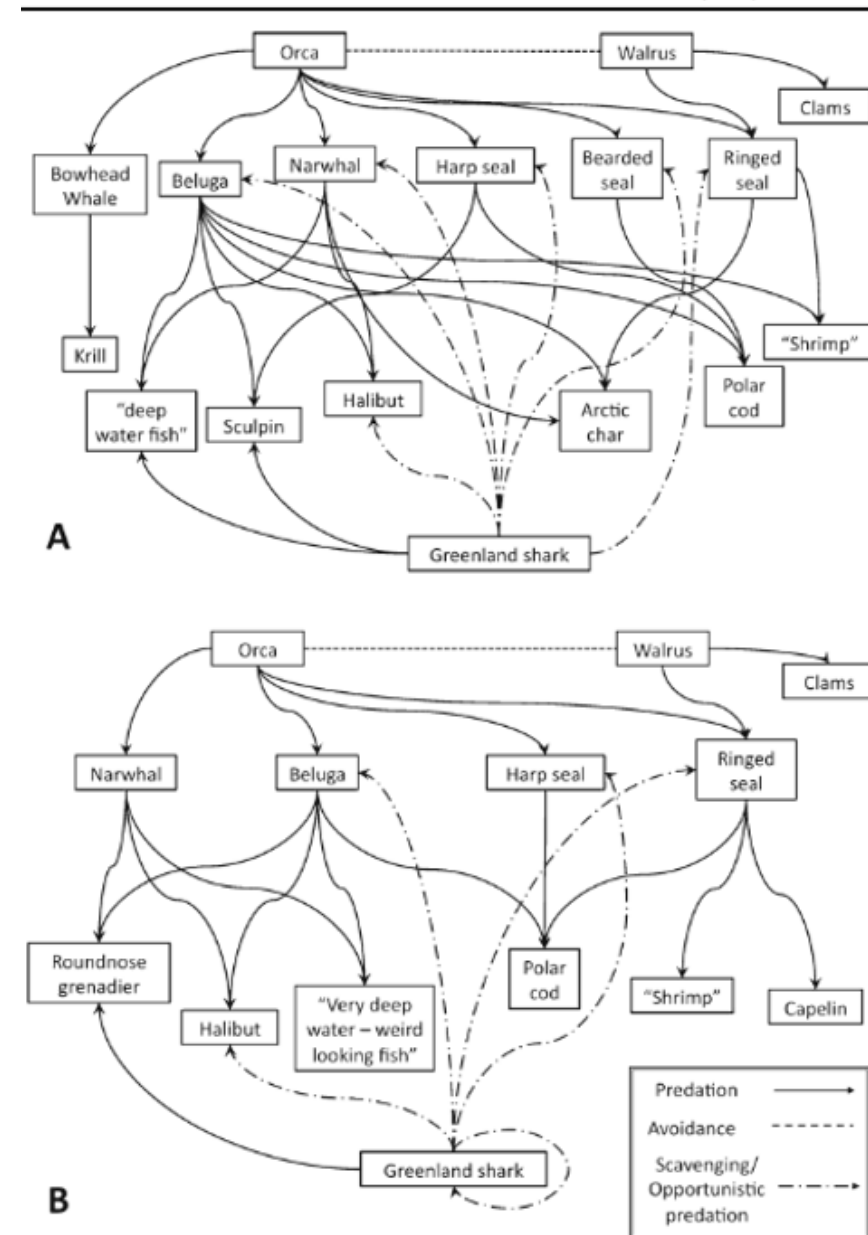 Orca
Walrus
Clams
Bowhead
Whale
Beluga
Narwhal
Harp seal
Bearded
seal
Ringed
seal
Krill
"deep
water fish"
Sculpin
Halibut
Arctic
char
Polar
cod
"Shrimp"
Greenland shark
A
Orca
Walrus
Clams
Narwhal
Beluga
Harp seal
Ringed
seal
Roundnose
grenadier
Halibut
"Very deep
water – weird
looking fish"
Polar
cod
"Shrimp"
Capelin
Greenland shark
B
Predation
Avoidance
Scavenging/
Opportunistic
predation